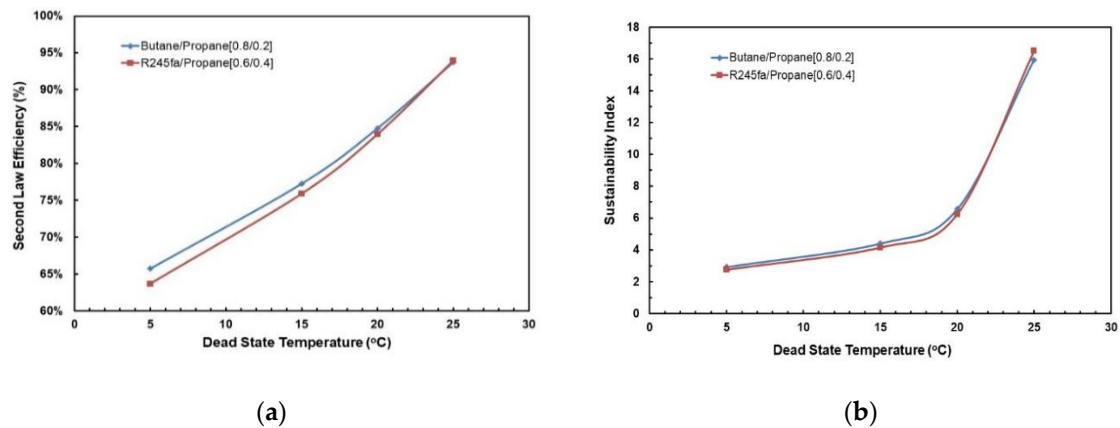 100%
95%
90%
85%
80%
75%
70%
65%
60%
Second Law Efficiency (%)
Butane/Propane[0.8/0.2]
R245fa/Propane[0.6/0.4]
0 5 10 15 20 25 30
Dead State Temperature (oC)
(a)
18
16
14
12
10
8
6
4
2
0
Sustainability Index
Butane/Propane[0.8/0.2]
R245fa/Propane[0.6/0.4]
0 5 10 15 20 25 30
Dead State Temperature (oC)
(b)